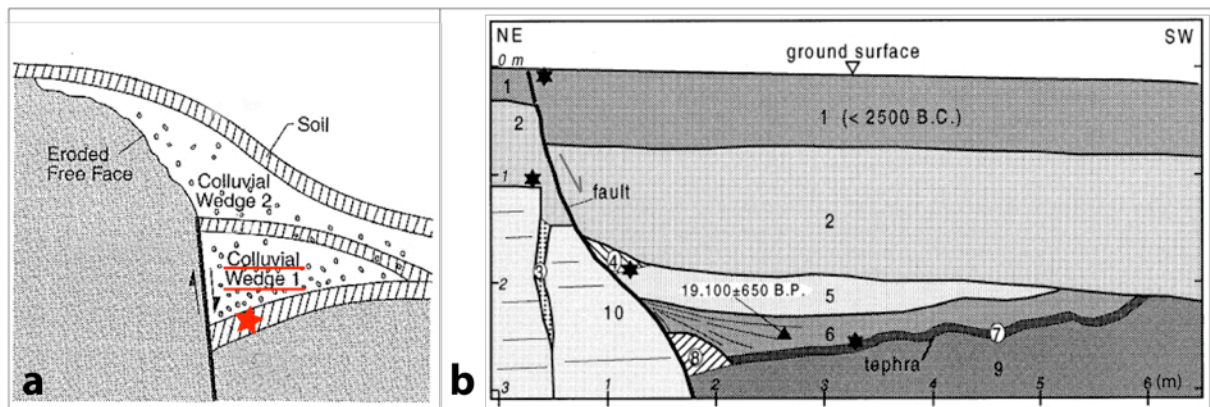 Soil
Eroded
Free Face
Colluvial
Wedge 2
Colluvial
Wedge 1
a
NE
SW
ground surface
0 m
1
1 (< 2500 B.C.)
2
1
fault
2
4
3
2
19.100±650 B.P.
5
10
6
7
8
tephra
9
3
1
2
3
4
5
6 (m)
b